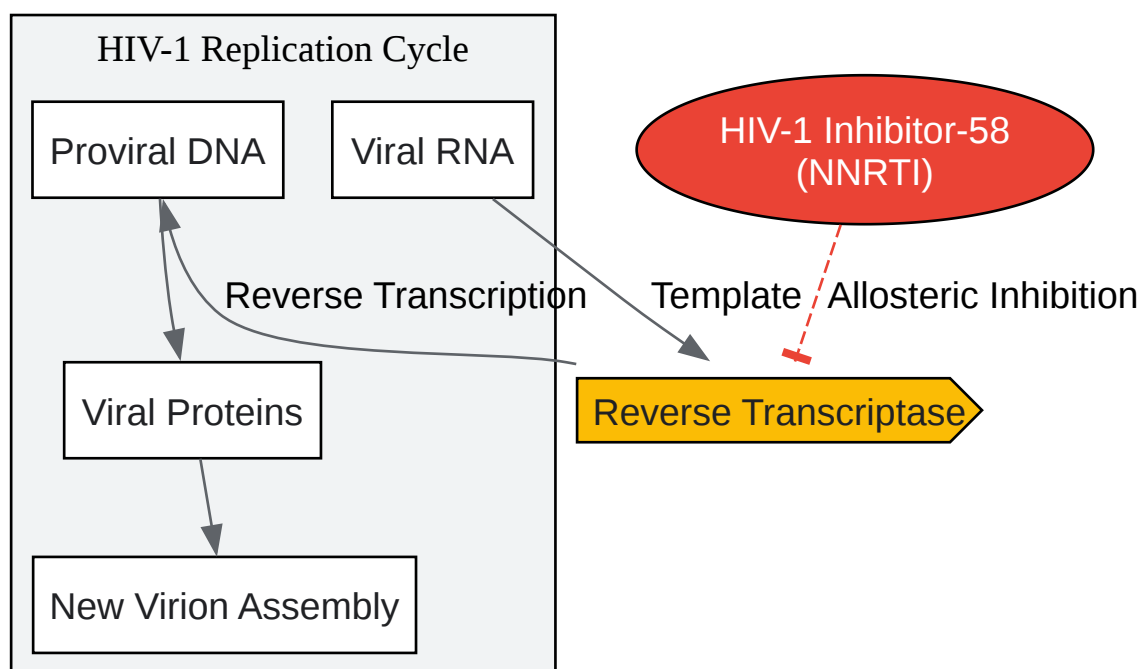 HIV-1 Replication Cycle
Proviral DNA
Viral RNA
HIV-1 Inhibitor-58
(NNRTI)
Reverse Transcription
Template
Allosteric Inhibition
Viral Proteins
Reverse Transcriptase
New Virion Assembly